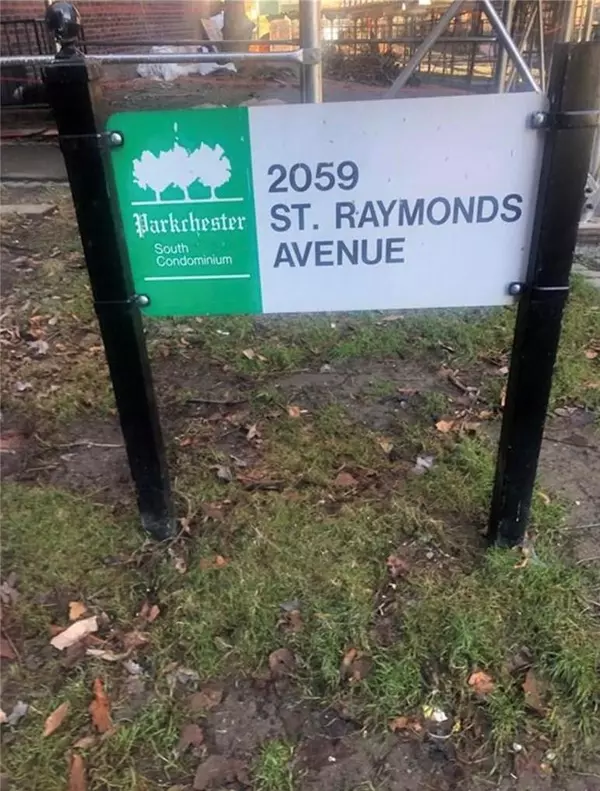 Parkchester
South
Condominium
2059
ST. RAYMONDS
AVENUE